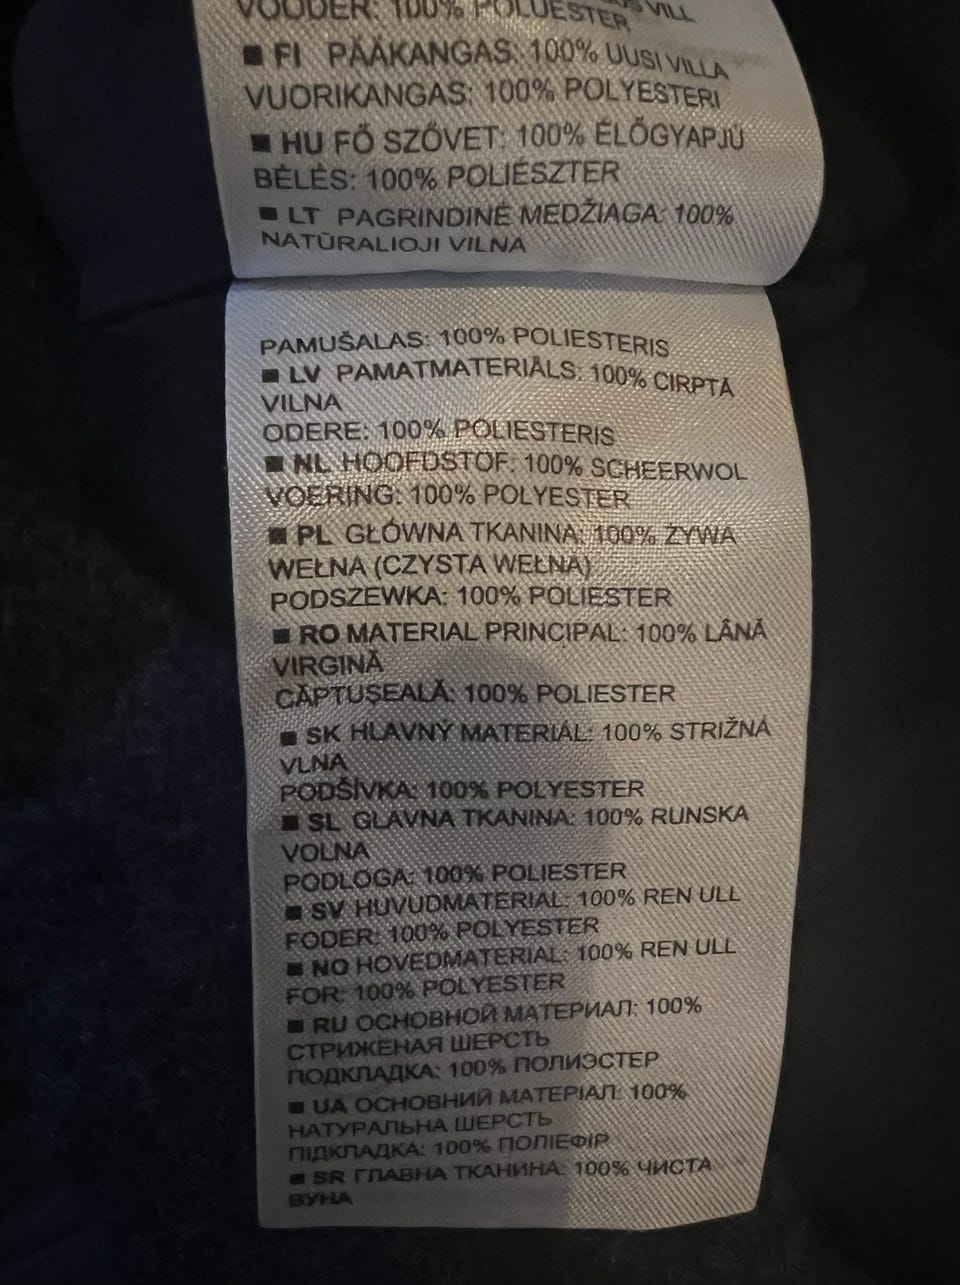 VOODER: 100% POLUESTER VILL
■ FI PÄÄKANGAS: 100% UUSI VILLA
VUORIKANGAS: 100% POLYESTERI
■ HU FŐ SZŐVET: 100% ÉLŐGYAPJÚ
BÉLÉS: 100% POLIÉSZTER
■ LT PAGRINDINĖ MEDŽIAGA: 100%
NATŪRALIOJI VILNA
PAMUŠALAS: 100% POLIESTERIS
■ LV PAMATMATERIĀLS: 100% CIRPTĀ
VILNA
ODERE: 100% POLIESTERIS
■ NL HOOFDSTOF: 100% SCHEERWOL
VOERING: 100% POLYESTER
■ PL GŁÓWNA TKANINA: 100% ŻYWA
WEŁNA (CZYSTA WEŁNA)
PODSZEWKA: 100% POLIESTER
■ RO MATERIAL PRINCIPAL: 100% LÂNĂ
VIRGINĂ
CĂPTUȘEALĂ: 100% POLIESTER
■ SK HLAVNÝ MATERIÁL: 100% STRIŽNÁ
VLNA
PODŠÍVKA: 100% POLYESTER
■ SL GLAVNA TKANINA: 100% RUNSKA
VOLNA
PODLOGA: 100% POLIESTER
■ SV HUVUDMATERIAL: 100% REN ULL
FODER: 100% POLYESTER
■ NO HOVEDMATERIAL: 100% REN ULL
FOR: 100% POLYESTER
■ RU ОСНОВНОЙ МАТЕРИАЛ: 100%
СТРИЖЕНАЯ ШЕРСТЬ
ПОДКЛАДКА: 100% ПОЛИЭСТЕР
■ UA ОСНОВНИЙ МАТЕРІАЛ: 100%
НАТУРАЛЬНА ШЕРСТЬ
ПІДКЛАДКА: 100% ПОЛІЕФІР
■ SR ГЛАВНА ТКАНИНА: 100% ЧИСТА
ВУНА